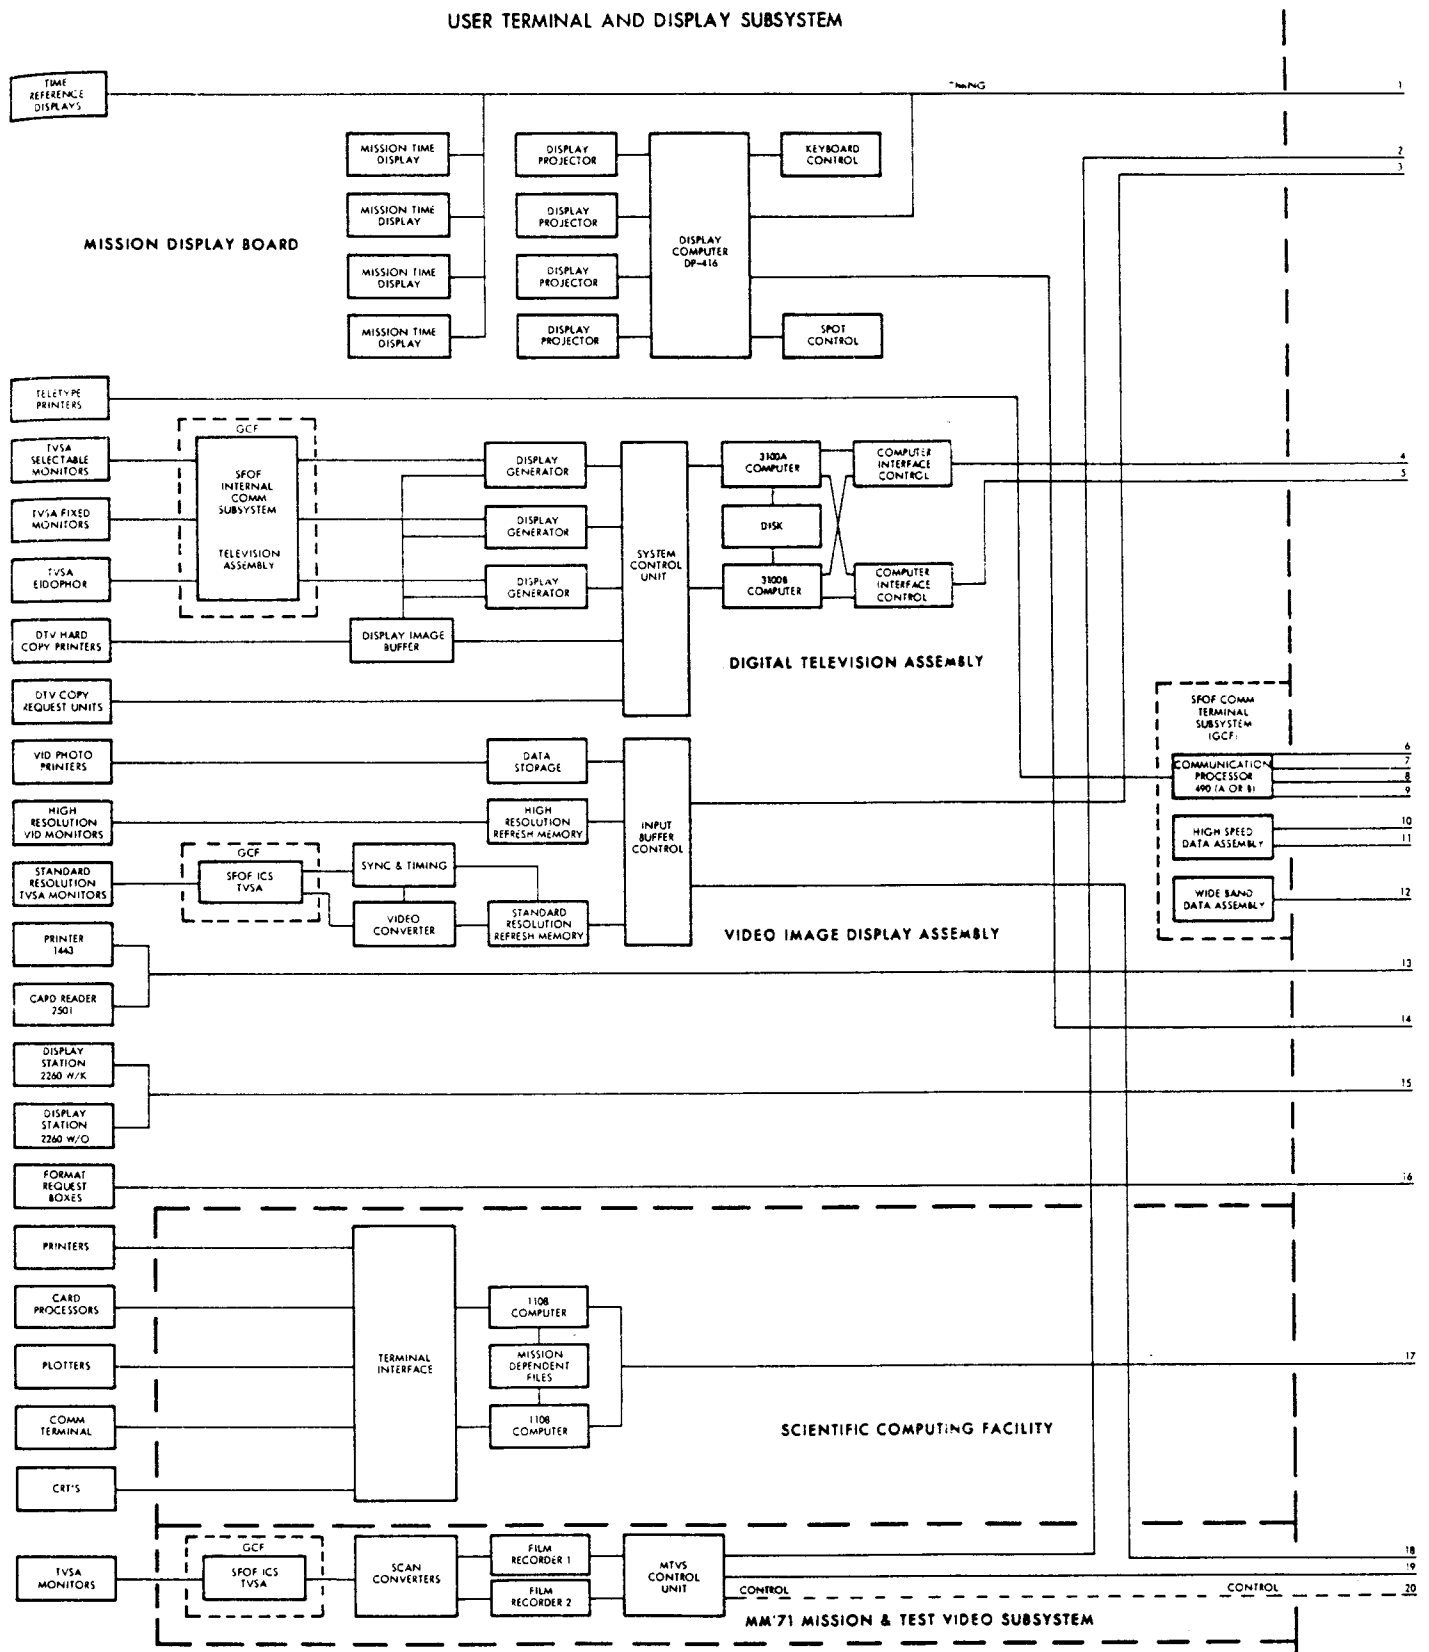 USER TERMINAL AND DISPLAY SUBSYSTEM
TIME
REFERENCE
DISPLAYS
TIMING
1
MISSION TIME
DISPLAY
DISPLAY
PROJECTOR
KEYBOARD
CONTROL
2
3
MISSION TIME
DISPLAY
DISPLAY
PROJECTOR
MISSION DISPLAY BOARD
DISPLAY
COMPUTER
DP-416
MISSION TIME
DISPLAY
DISPLAY
PROJECTOR
MISSION TIME
DISPLAY
DISPLAY
PROJECTOR
SPOT
CONTROL
TELETYPE
PRINTERS
GCF
TVSA
SELECTABLE
MONITORS
SFOF
INTERNAL
COMM
SUBSYSTEM
TELEVISION
ASSEMBLY
DISPLAY
GENERATOR
3100A
COMPUTER
COMPUTER
INTERFACE
CONTROL
4
5
TVSA FIXED
MONITORS
DISPLAY
GENERATOR
DISK
SYSTEM
CONTROL
UNIT
TVSA
EIDOPHOR
DISPLAY
GENERATOR
3100B
COMPUTER
COMPUTER
INTERFACE
CONTROL
DTV HARD
COPY PRINTERS
DISPLAY IMAGE
BUFFER
DIGITAL TELEVISION ASSEMBLY
DTV COPY
REQUEST UNITS
SFOF COMM
TERMINAL
SUBSYSTEM
(GCF)
VID PHOTO
PRINTERS
DATA
STORAGE
COMMUNICATION
PROCESSOR
490 (A OR B)
6
7
8
9
HIGH
RESOLUTION
VID MONITORS
HIGH
RESOLUTION
REFRESH MEMORY
INPUT
BUFFER
CONTROL
HIGH SPEED
DATA ASSEMBLY
10
11
GCF
STANDARD
RESOLUTION
TVSA MONITORS
SFOF ICS
TVSA
SYNC & TIMING
WIDE BAND
DATA ASSEMBLY
12
VIDEO
CONVERTER
STANDARD
RESOLUTION
REFRESH MEMORY
VIDEO IMAGE DISPLAY ASSEMBLY
PRINTER
1443
13
CARD READER
2501
14
DISPLAY
STATION
2260 W/K
15
DISPLAY
STATION
2260 W/O
FORMAT
REQUEST
BOXES
16
PRINTERS
CARD
PROCESSORS
1108
COMPUTER
PLOTTERS
TERMINAL
INTERFACE
MISSION
DEPENDENT
FILES
17
COMM
TERMINAL
1108
COMPUTER
SCIENTIFIC COMPUTING FACILITY
CRT'S
GCF
TVSA
MONITORS
SFOF ICS
TVSA
SCAN
CONVERTERS
FILM
RECORDER 1
FILM
RECORDER 2
MTVS
CONTROL
UNIT
18
19
CONTROL
CONTROL
20
MM'71 MISSION & TEST VIDEO SUBSYSTEM